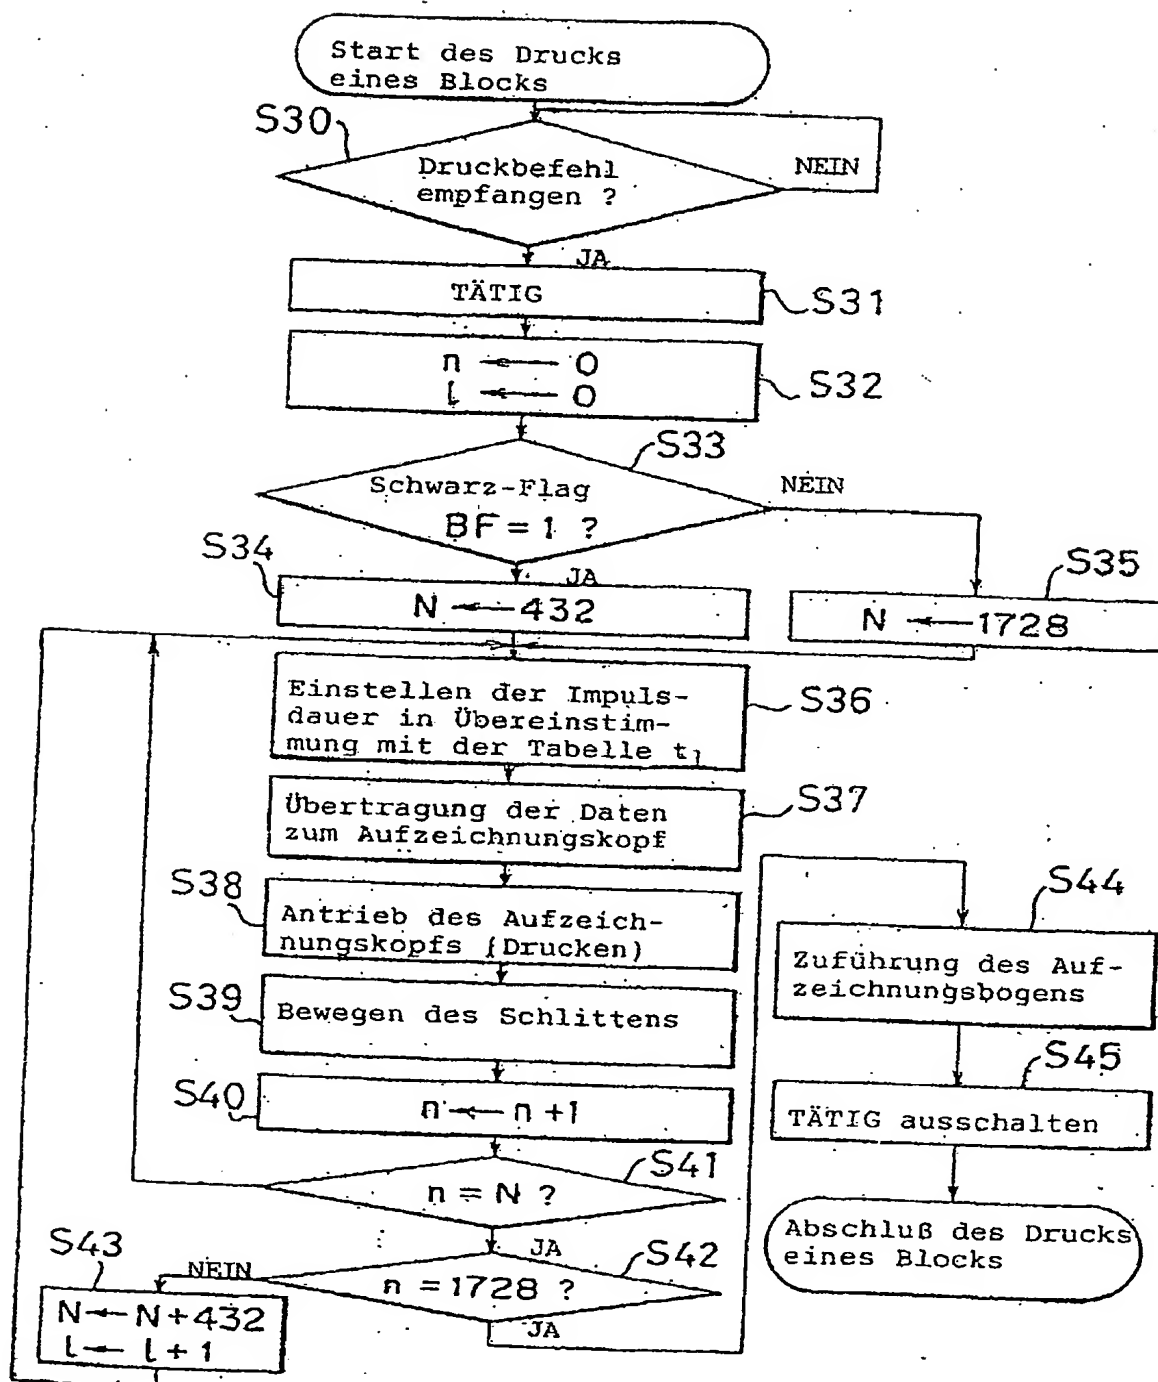 Start des Drucks
eines Blocks
S30
Druckbefehl
empfangen ?
NEIN
JA
TÄTIG
S31
n ← 0
l ← 0
S32
S33
Schwarz-Flag
BF = 1 ?
NEIN
S34
JA
N ← 432
S35
N ← 1728
Einstellen der Impuls-
dauer in Übereinstim-
mung mit der Tabelle tl
S36
Übertragung der Daten
zum Aufzeichnungskopf
S37
S38
Antrieb des Aufzeich-
nungskopfs (Drucken)
S39
Bewegen des Schlittens
S40
n ← n +1
S41
n = N ?
JA
S42
n = 1728 ?
NEIN
JA
S43
N ← N + 432
l ← l + 1
S44
Zuführung des Auf-
zeichnungsbogens
S45
TÄTIG ausschalten
Abschluß des Drucks
eines Blocks